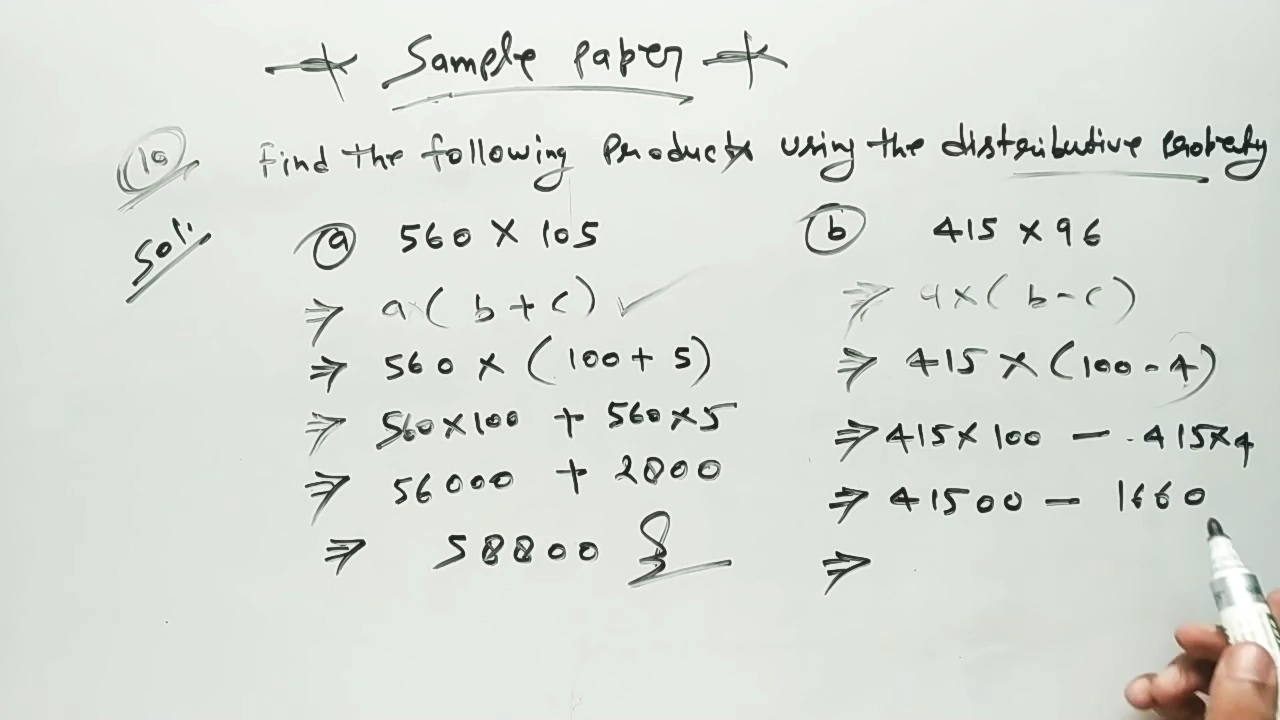 Sample paper
10 Find the following products using the distributive property
Sol.
a 560 × 105
⇒ a×( b + c) ✓
⇒ 560 × ( 100 + 5)
⇒ 560×100 + 560×5
⇒ 56000 + 2800
⇒ 58800
b 415 × 96
⇒ a×( b - c)
⇒ 415 × (100 - 4)
⇒ 415×100 - 415×4
⇒ 41500 - 1660
⇒